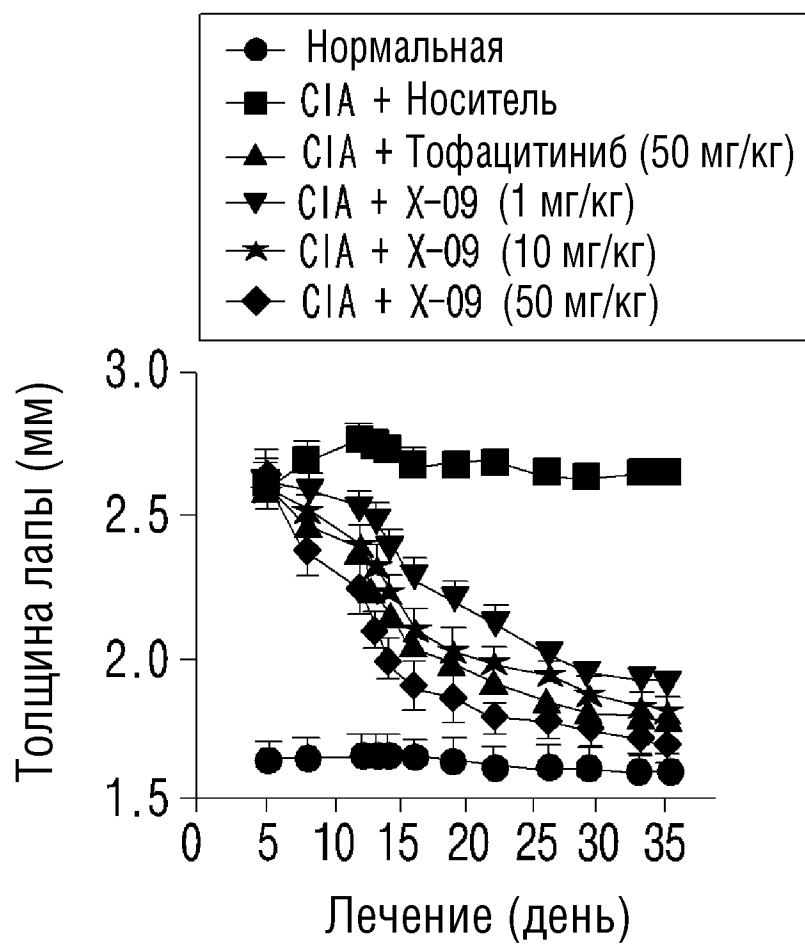 Нормальная
CIA + Носитель
CIA + Тофацитиниб (50 мг/кг)
CIA + X-09 (1 мг/кг)
CIA + X-09 (10 мг/кг)
CIA + X-09 (50 мг/кг)
Толщина лапы (мм)
3.0
2.5
2.0
1.5
0 5 10 15 20 25 30 35
Лечение (день)